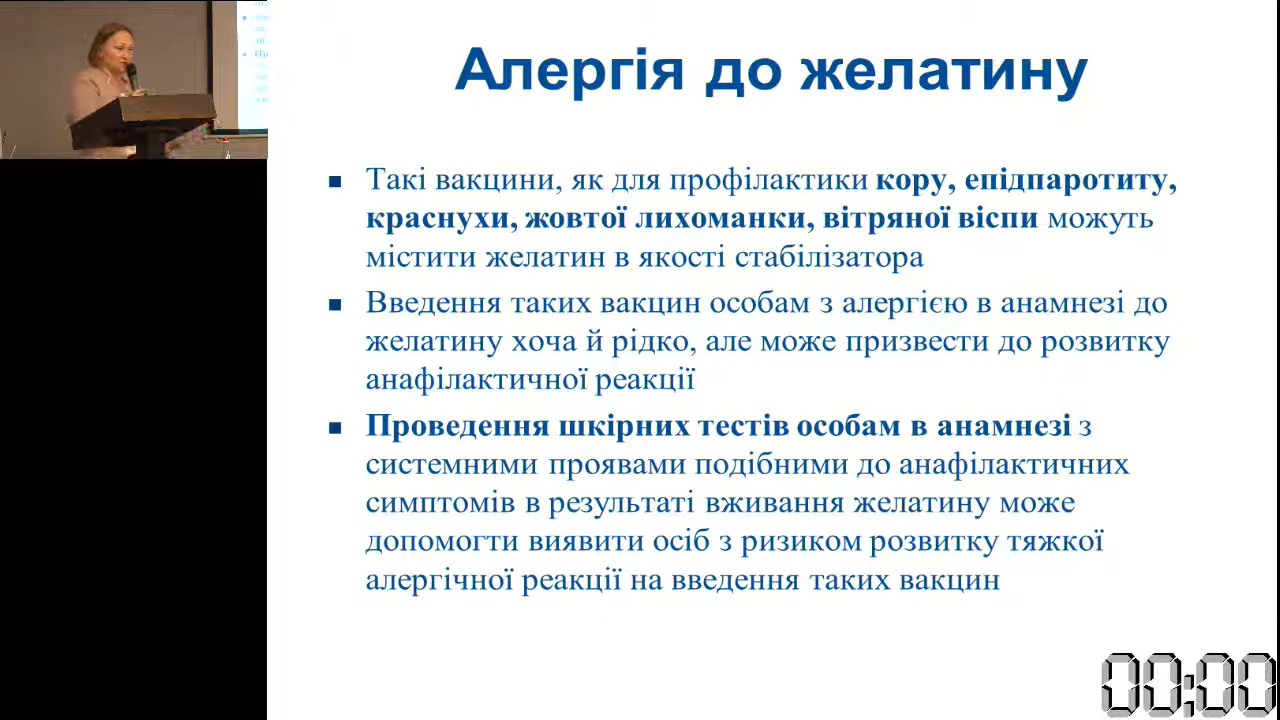 Алергія до желатину
Такі вакцини, як для профілактики кору, епідпаротиту,
краснухи, жовтої лихоманки, вітряної віспи можуть
містити желатин в якості стабілізатора
Введення таких вакцин особам з алергією в анамнезі до
желатину хоча й рідко, але може призвести до розвитку
анафілактичної реакції
Проведення шкірних тестів особам в анамнезі з
системними проявами подібними до анафілактичних
симптомів в результаті вживання желатину може
допомогти виявити осіб з ризиком розвитку тяжкої
алергічної реакції на введення таких вакцин
00:00